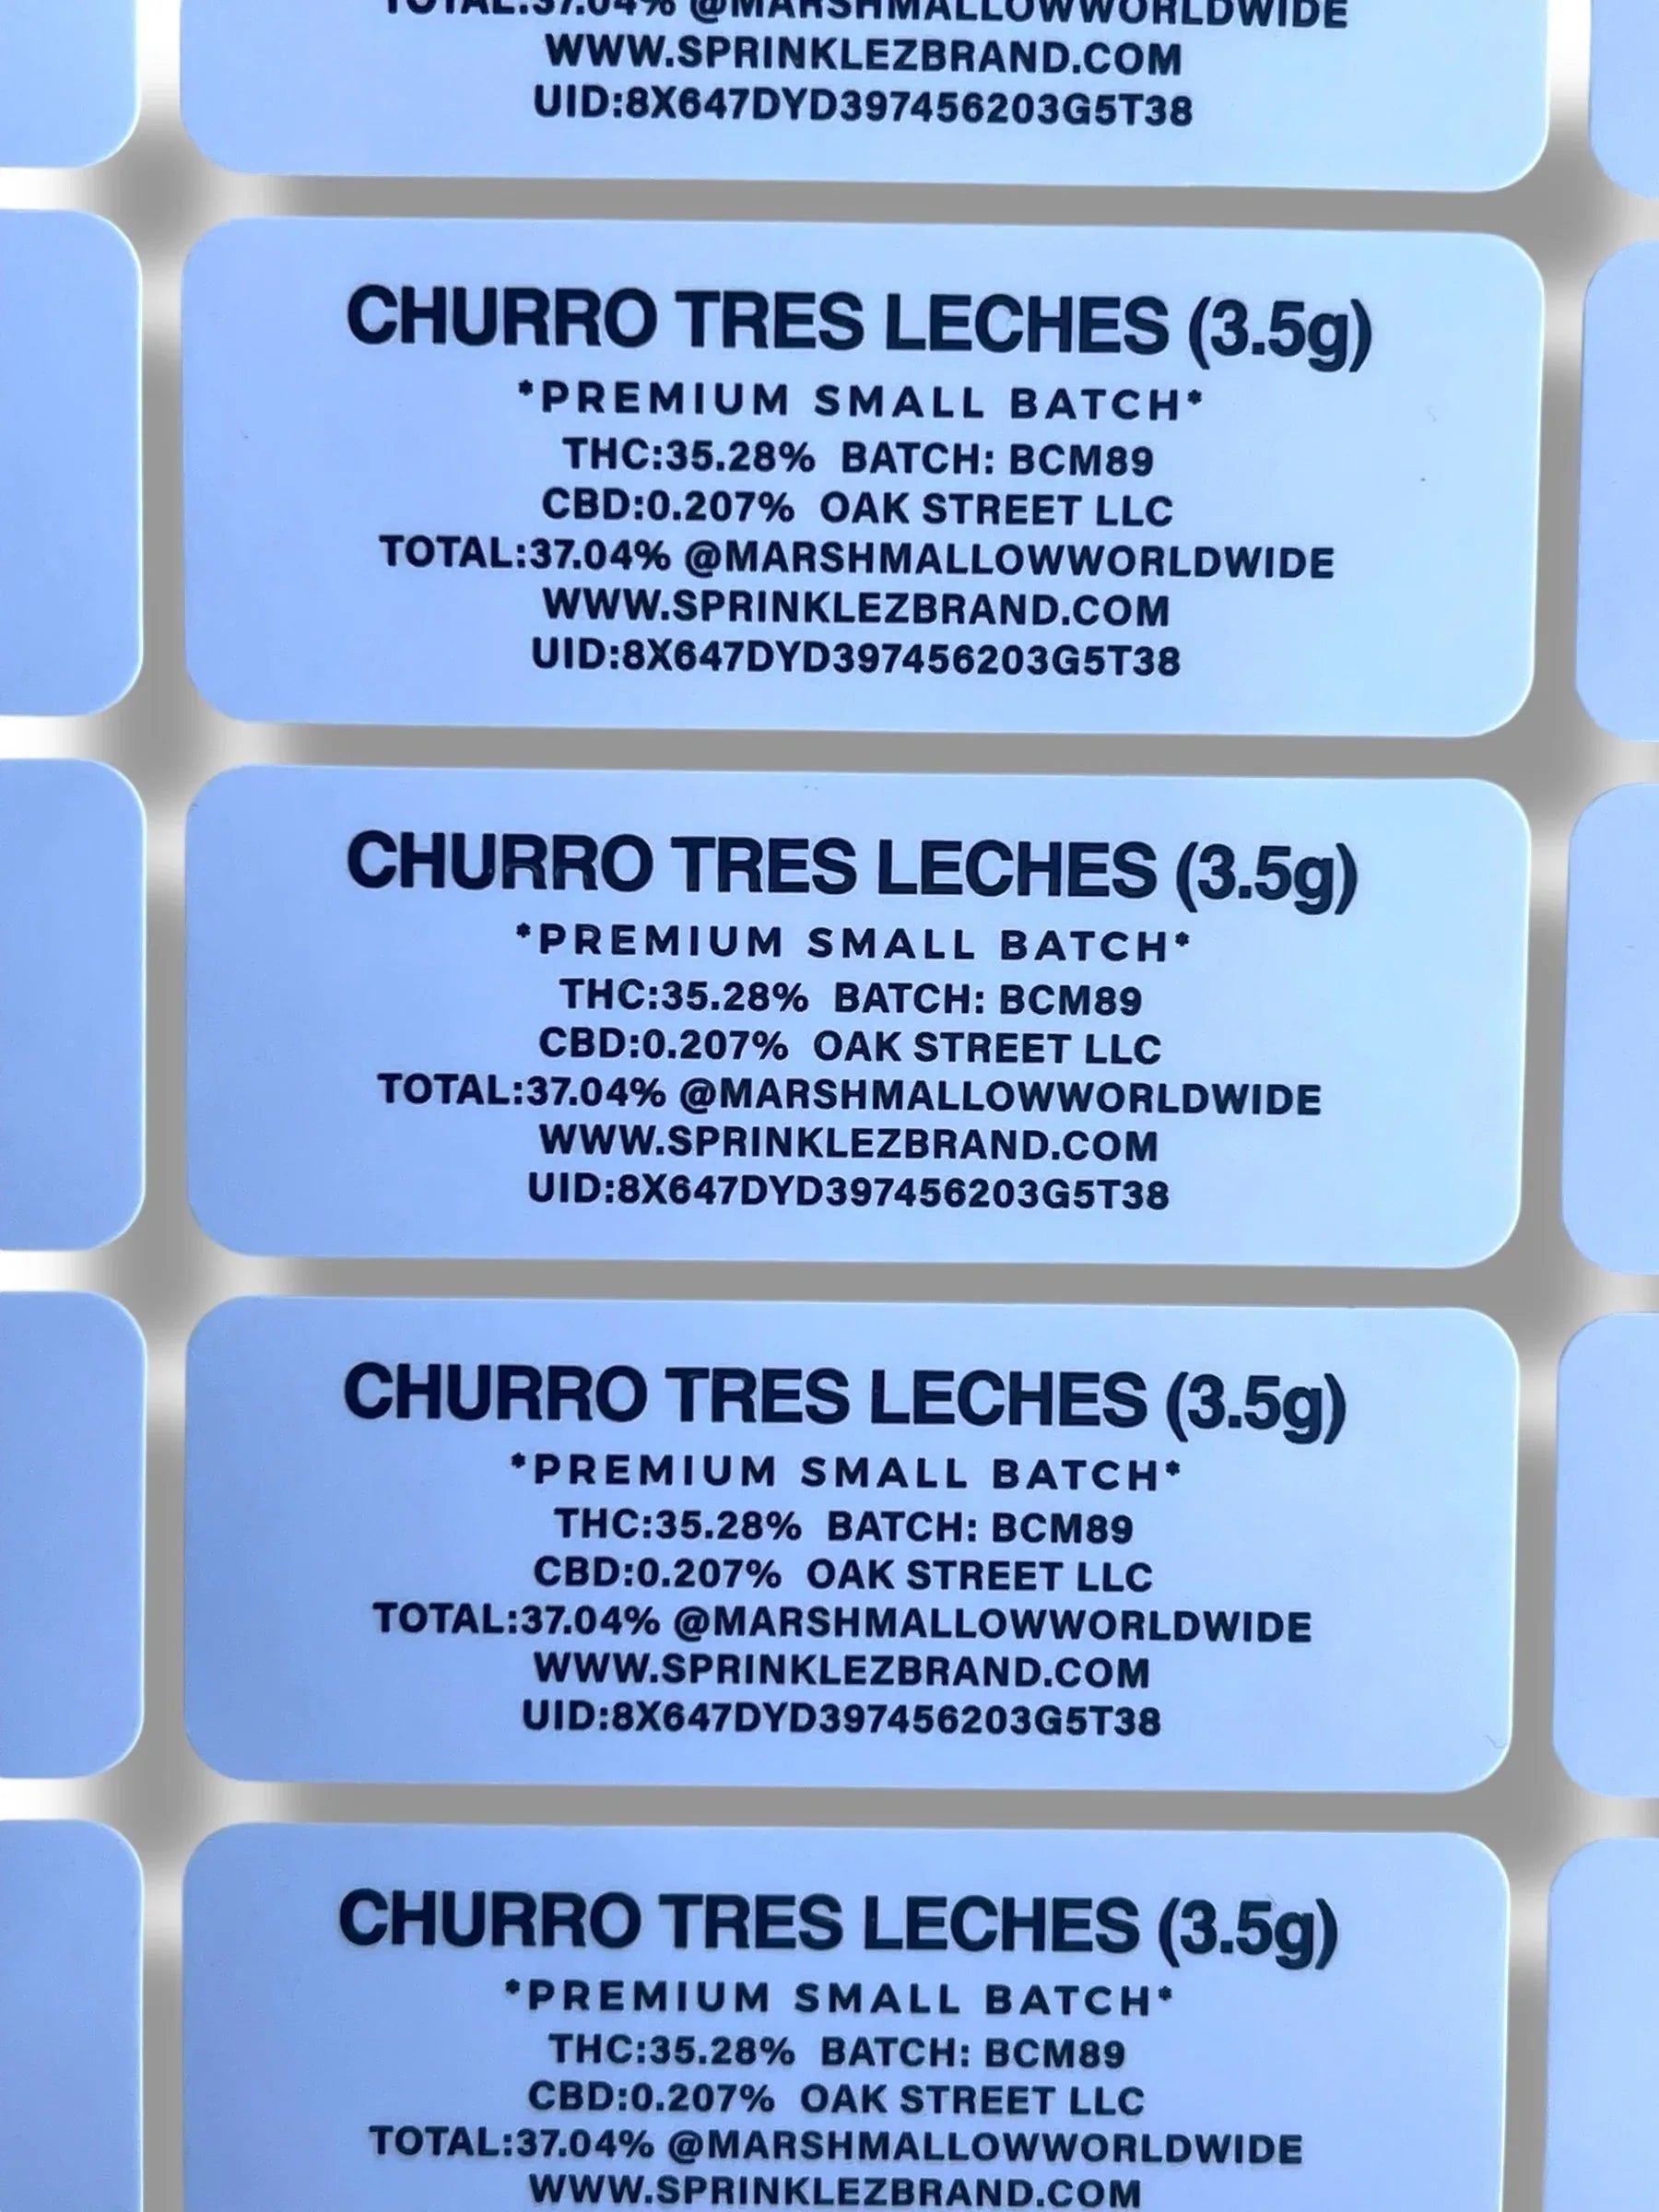 TOTAL:37.04% @MARSHMALLOWWORLDWIDE
WWW.SPRINKLEZBRAND.COM
UID:8X647DYD397456203G5T38
CHURRO TRES LECHES (3.5g)
*PREMIUM SMALL BATCH*
THC:35.28% BATCH: BCM89
CBD:0.207% OAK STREET LLC
TOTAL:37.04% @MARSHMALLOWWORLDWIDE
WWW.SPRINKLEZBRAND.COM
UID:8X647DYD397456203G5T38
CHURRO TRES LECHES (3.5g)
*PREMIUM SMALL BATCH*
THC:35.28% BATCH: BCM89
CBD:0.207% OAK STREET LLC
TOTAL:37.04% @MARSHMALLOWWORLDWIDE
WWW.SPRINKLEZBRAND.COM
UID:8X647DYD397456203G5T38
CHURRO TRES LECHES (3.5g)
*PREMIUM SMALL BATCH*
THC:35.28% BATCH: BCM89
CBD:0.207% OAK STREET LLC
TOTAL:37.04% @MARSHMALLOWWORLDWIDE
WWW.SPRINKLEZBRAND.COM
UID:8X647DYD397456203G5T38
CHURRO TRES LECHES (3.5g)
*PREMIUM SMALL BATCH*
THC:35.28% BATCH: BCM89
CBD:0.207% OAK STREET LLC
TOTAL:37.04% @MARSHMALLOWWORLDWIDE
WWW.SPRINKLEZBRAND.COM